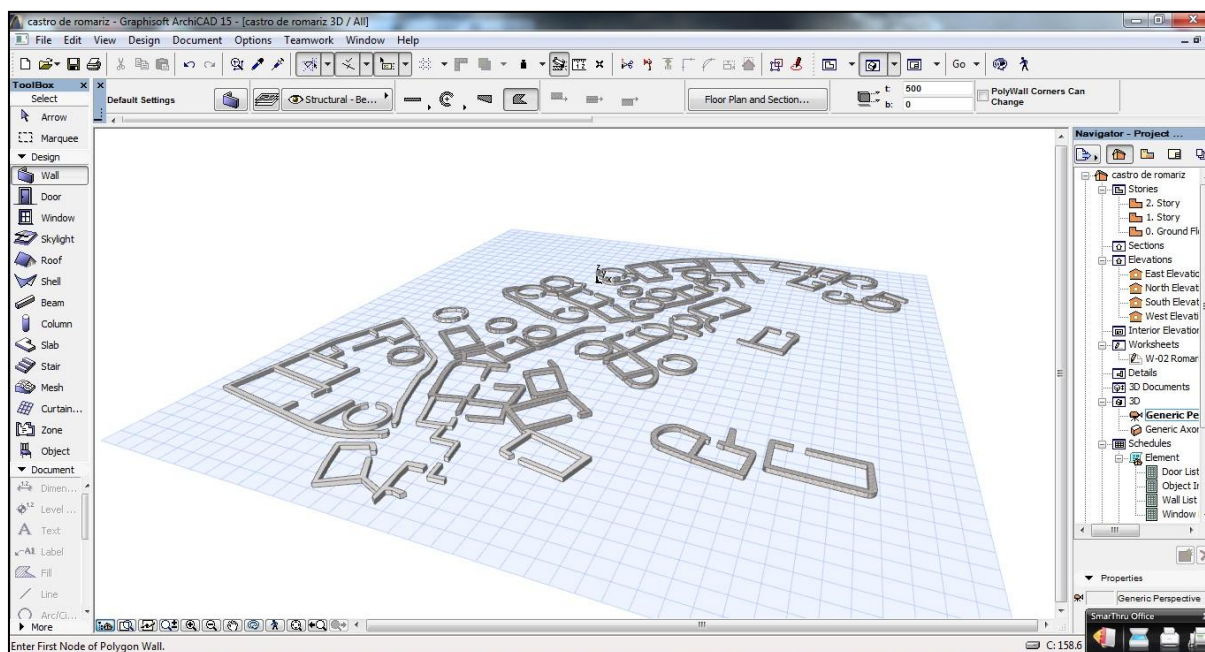 castro de romariz - Graphisoft ArchiCAD 15 - [castro de romariz 3D / All]
File Edit View Design Document Options Teamwork Window Help
Go
ToolBox
Select
Arrow
Marquee
Design
Wall
Door
Window
Skylight
Roof
Shell
Beam
Column
Slab
Stair
Mesh
Curtain...
Zone
Object
Document
Dimen...
Level ...
A Text
A1 Label
Fill
Line
Arc/Ci...
More
Default Settings
Structural - Be...
Floor Plan and Section...
t: 500
b: 0
PolyWall Corners Can
Change
Navigator - Project ...
castro de romariz
Stories
2. Story
1. Story
0. Ground Fl
Sections
Elevations
East Elevatic
North Elevat
South Elevat
West Elevati
Interior Elevation
Worksheets
W-02 Romar
Details
3D Documents
3D
Generic Pe
Generic Axor
Schedules
Element
Door List
Object In
Wall List
Window
Properties
Generic Perspective
SmarThru Office
Enter First Node of Polygon Wall.
C: 158.6